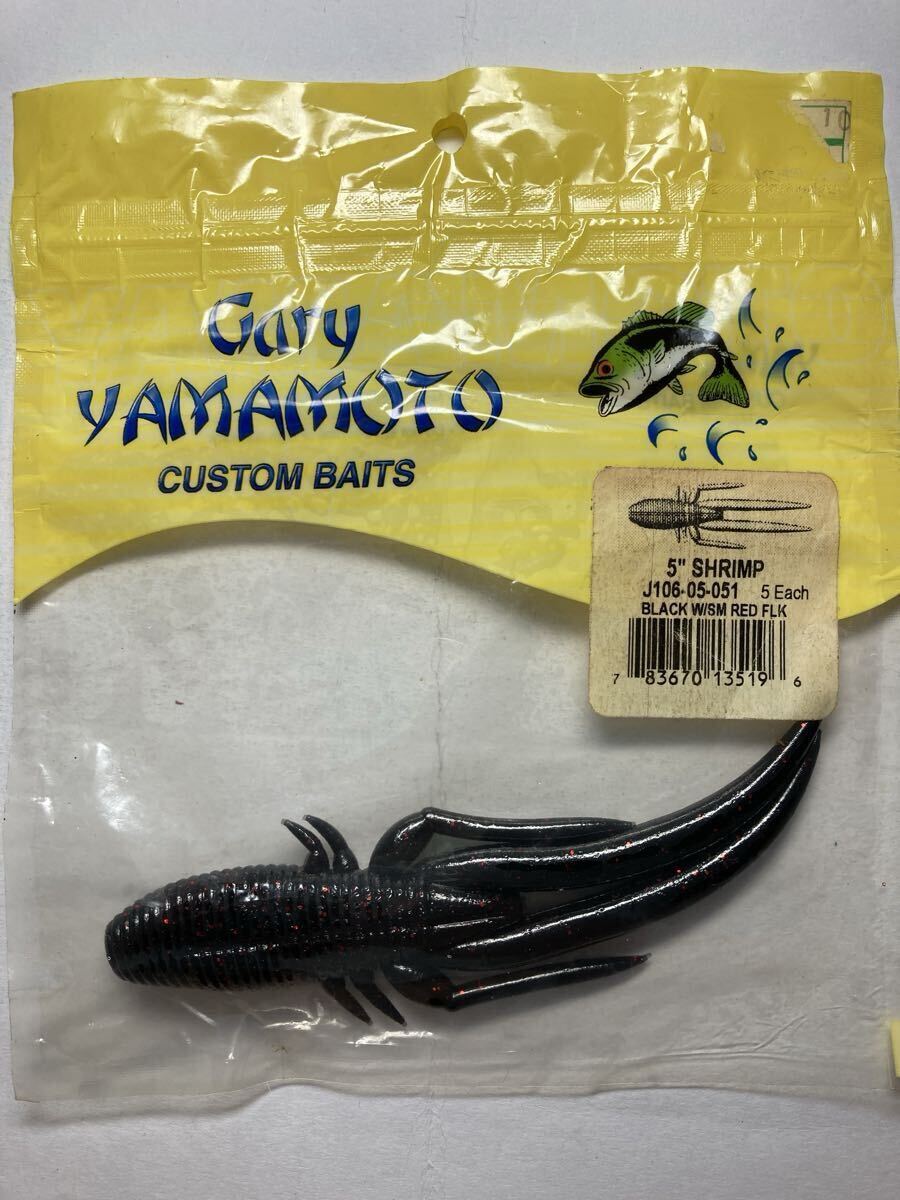 10
Gary
YAMAMOTO
CUSTOM BAITS
5" SHRIMP
J106-05-051 5 Each
BLACK W/SM RED FLK
7 83670 13519 6